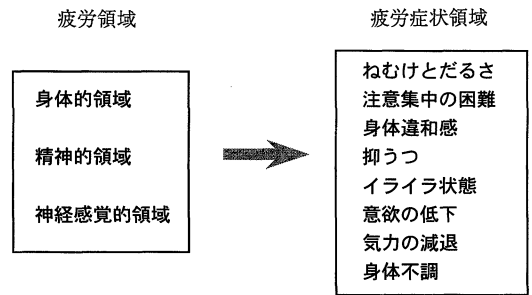 疲労領域
身体的領域
精神的領域
神経感覚的領域
疲労症状領域
ねむけとだるさ
注意集中の困難
身体違和感
抑うつ
イライラ状態
意欲の低下
気力の減退
身体不調